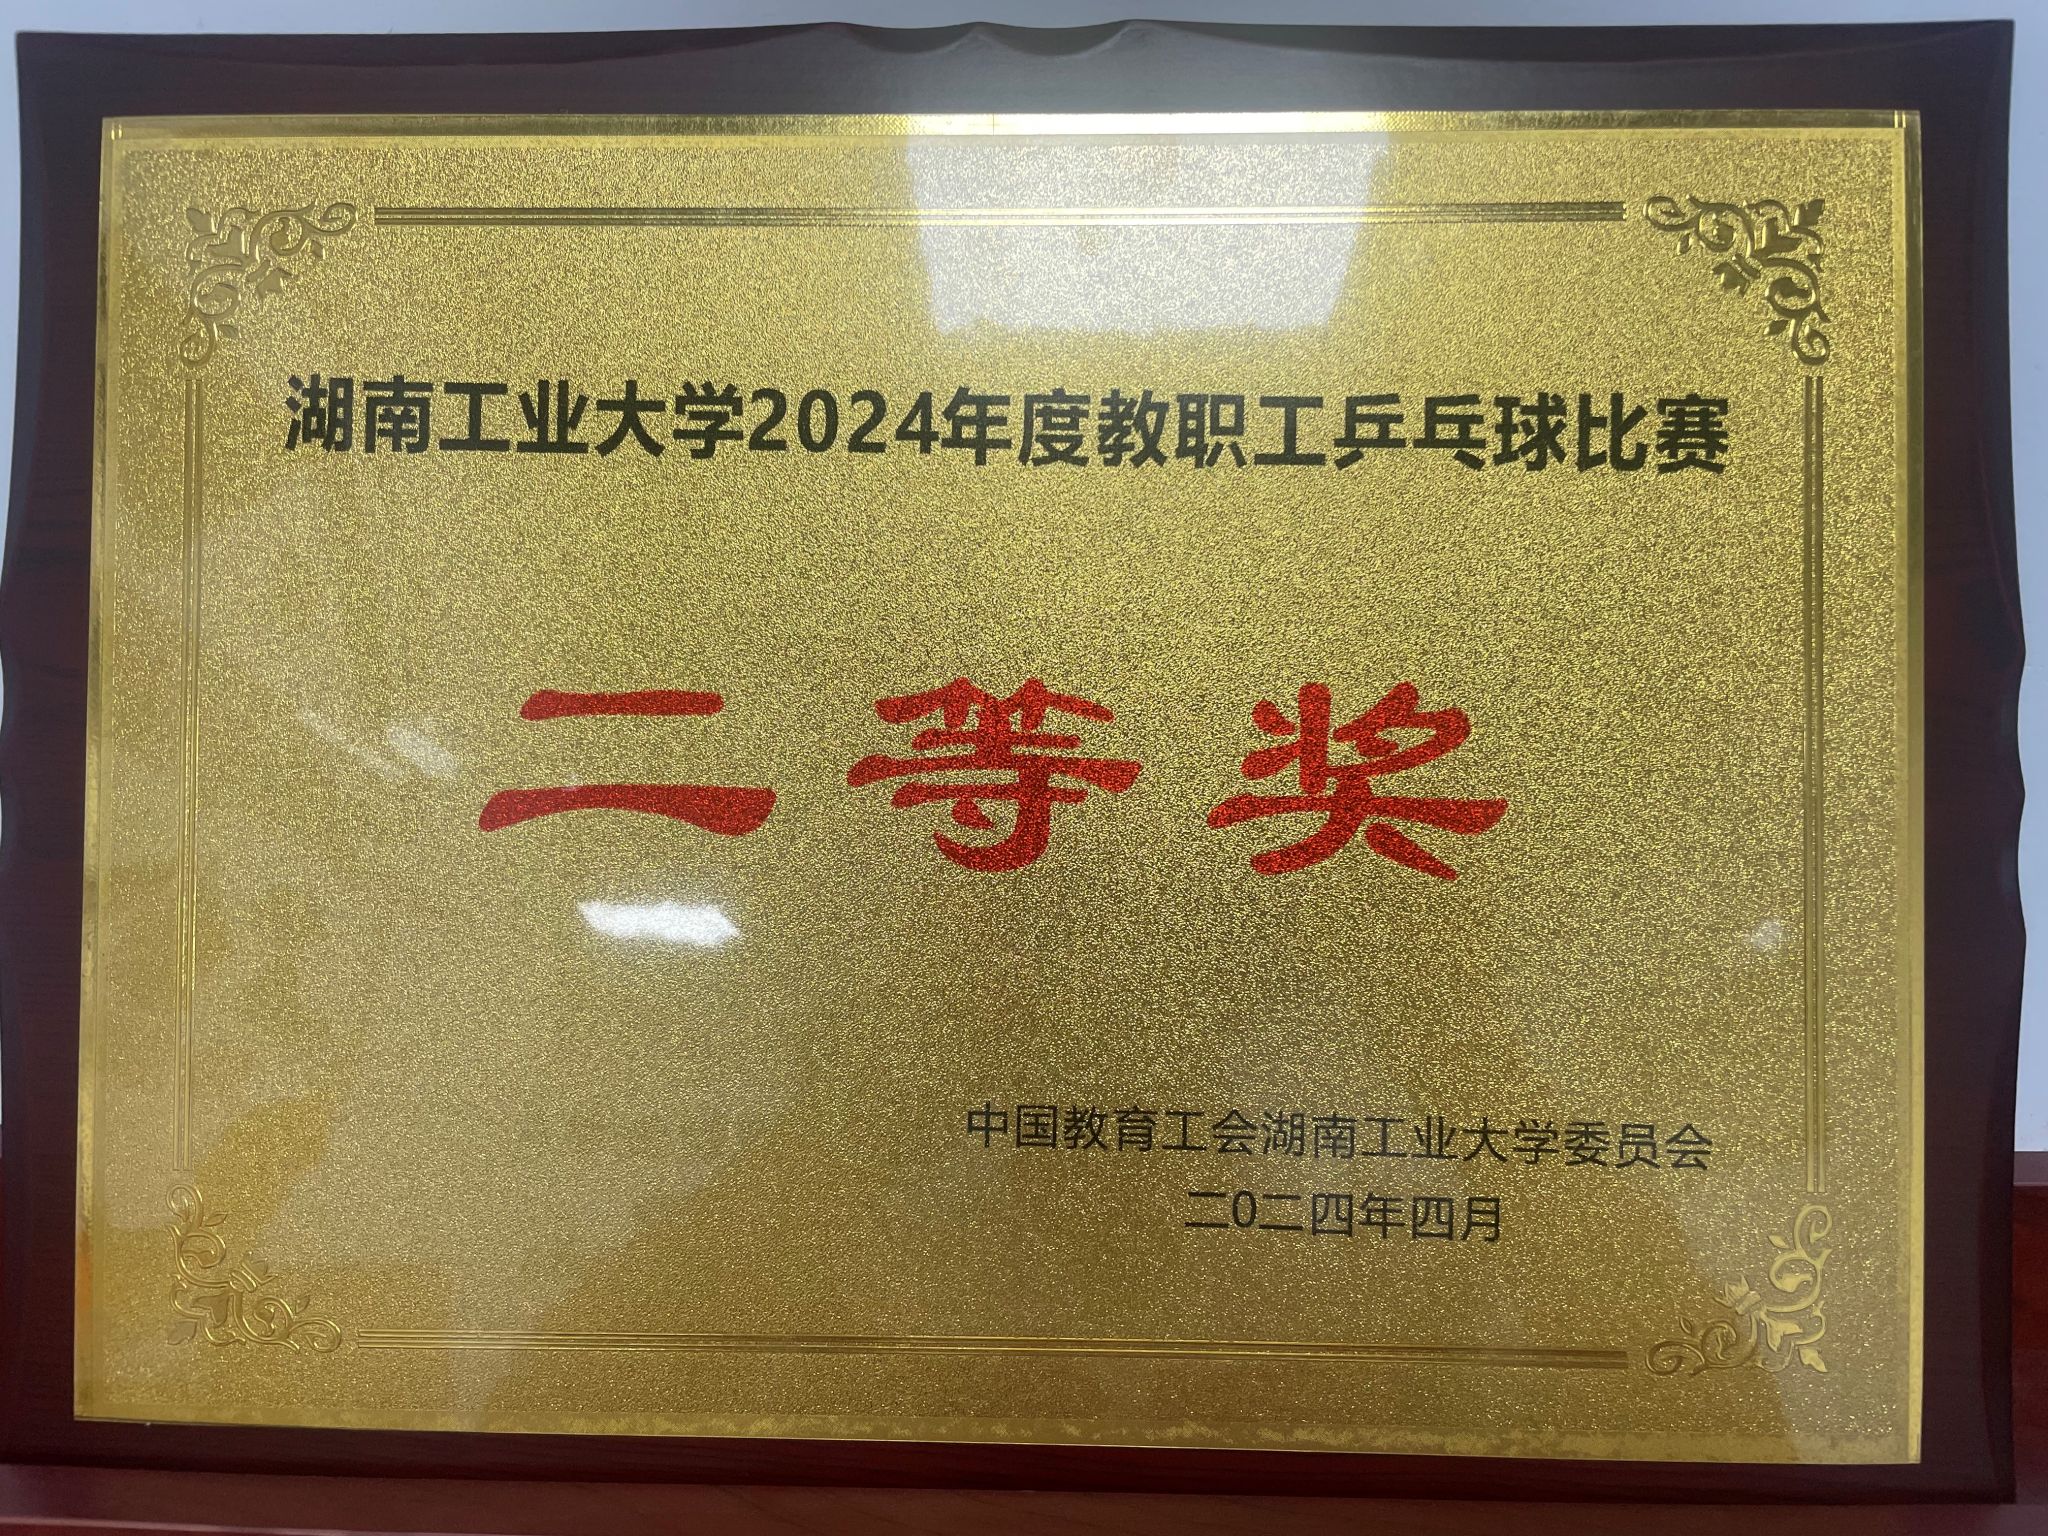 湖南工业大学2024年度教职工乒乓球比赛
二等奖
中国教育工会湖南工业大学委员会
二0二四年四月